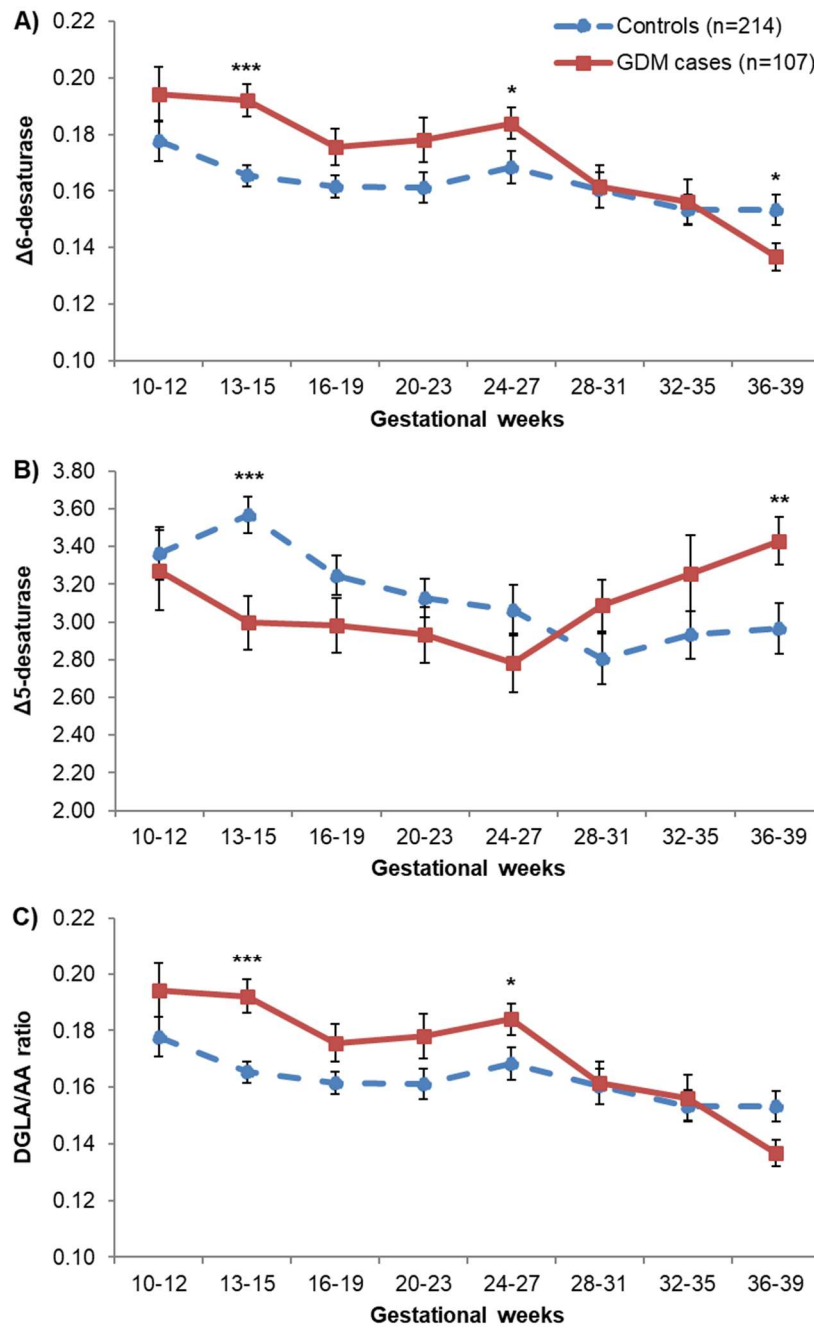 A)
Controls (n=214)
GDM cases (n=107)
Δ6-desaturase
0.22
0.20
0.18
0.16
0.14
0.12
0.10
***
*
*
10-12 13-15 16-19 20-23 24-27 28-31 32-35 36-39
Gestational weeks
B)
Δ5-desaturase
3.80
3.60
3.40
3.20
3.00
2.80
2.60
2.40
2.20
2.00
***
**
10-12 13-15 16-19 20-23 24-27 28-31 32-35 36-39
Gestational weeks
C)
DGLA/AA ratio
0.22
0.20
0.18
0.16
0.14
0.12
0.10
***
*
10-12 13-15 16-19 20-23 24-27 28-31 32-35 36-39
Gestational weeks